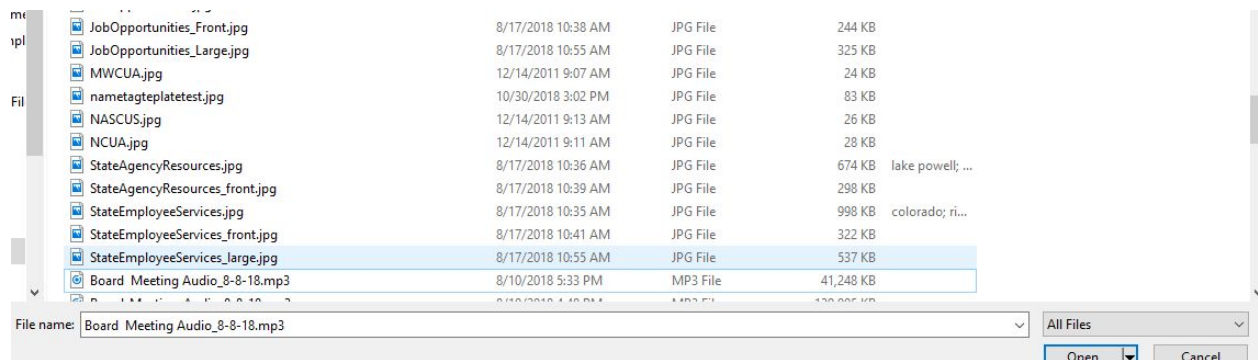 me
JobOpportunities_Front.jpg 8/17/2018 10:38 AM JPG File 244 KB
npl
JobOpportunities_Large.jpg 8/17/2018 10:55 AM JPG File 325 KB
MWCUA.jpg 12/14/2011 9:07 AM JPG File 24 KB
Fil nametagteplatetest.jpg 10/30/2018 3:02 PM JPG File 83 KB
NASCUS.jpg 12/14/2011 9:13 AM JPG File 26 KB
NCUA.jpg 12/14/2011 9:11 AM JPG File 28 KB
StateAgencyResources.jpg 8/17/2018 10:36 AM JPG File 674 KB lake powell; ...
StateAgencyResources_front.jpg 8/17/2018 10:39 AM JPG File 298 KB
StateEmployeeServices.jpg 8/17/2018 10:35 AM JPG File 998 KB colorado; ri...
StateEmployeeServices_front.jpg 8/17/2018 10:41 AM JPG File 322 KB
StateEmployeeServices_large.jpg 8/17/2018 10:55 AM JPG File 537 KB
Board Meeting Audio_8-8-18.mp3 8/10/2018 5:33 PM MP3 File 41,248 KB
File name: Board Meeting Audio_8-8-18.mp3 All Files
Open Cancel